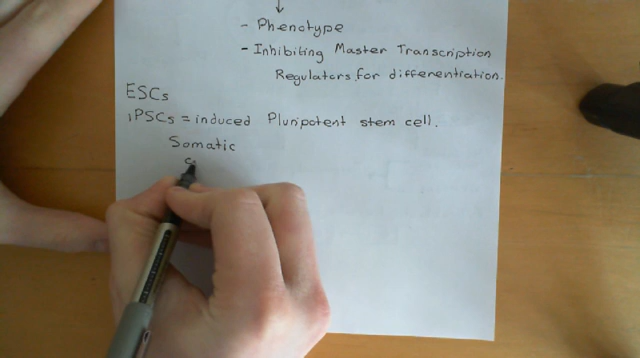 - Phenotype
- Inhibiting Master Transcription
Regulators for differentiation.
ESCs
iPSCs = induced Pluripotent stem cell.
Somatic
c